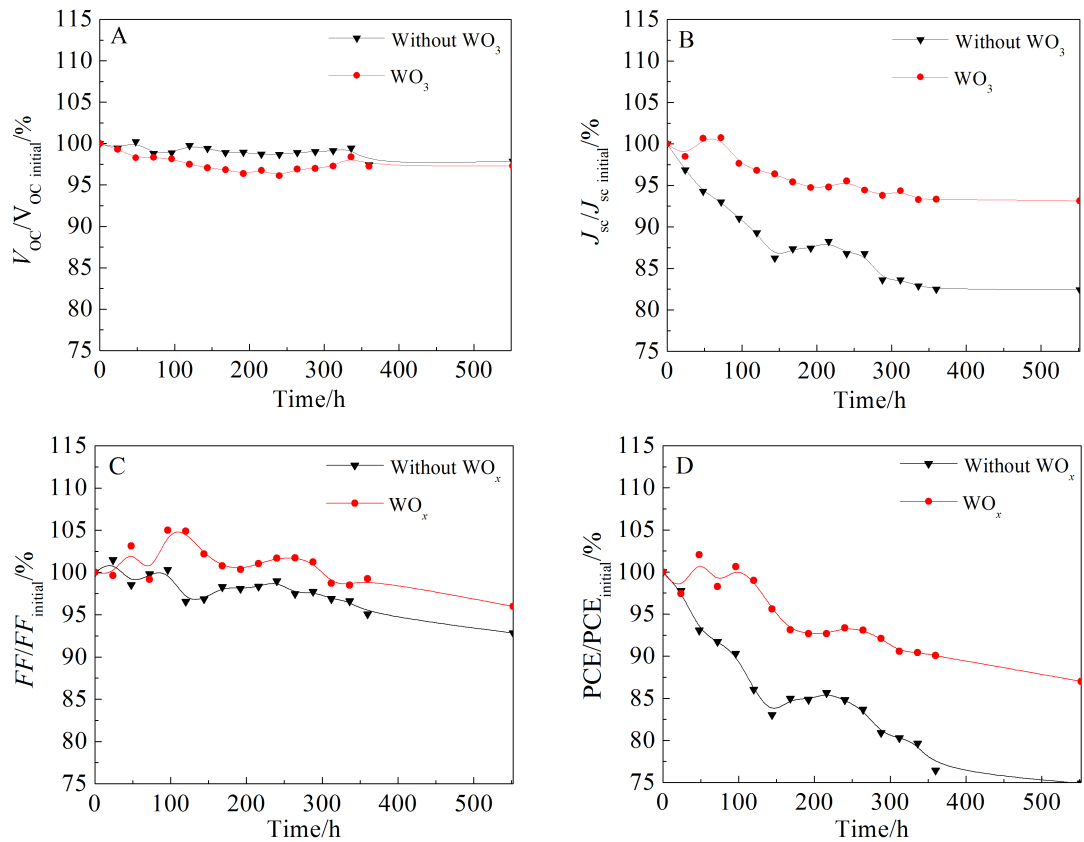 A
Without WO3
WO3
115
110
105
100
95
90
85
80
75
VOC/VOC initial/%
0 100 200 300 400 500
Time/h
B
Without WO3
WO3
115
110
105
100
95
90
85
80
75
Jsc/Jsc initial/%
0 100 200 300 400 500
Time/h
C
Without WOx
WOx
115
110
105
100
95
90
85
80
75
FF/FFinitial/%
0 100 200 300 400 500
Time/h
D
Without WOx
WOx
115
110
105
100
95
90
85
80
75
PCE/PCEinitial/%
0 100 200 300 400 500
Time/h